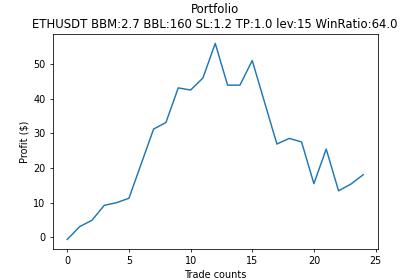 Portfolio
ETHUSDT BBM:2.7 BBL:160 SL:1.2 TP:1.0 lev:15 WinRatio:64.0
Profit ($)
50
40
30
20
10
0
0 5 10 15 20 25
Trade counts